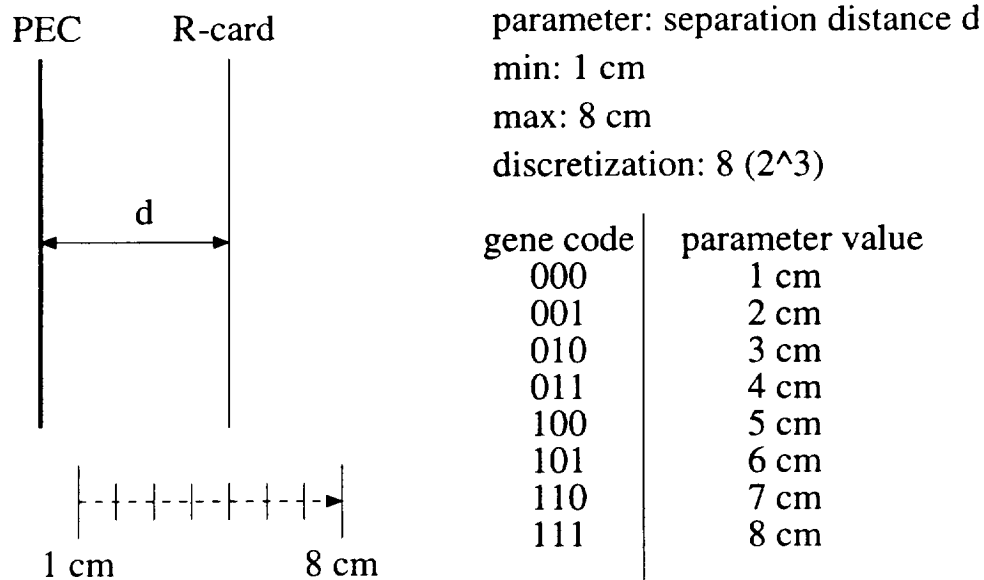 PEC R-card
d
1 cm 8 cm
parameter: separation distance d
min: 1 cm
max: 8 cm
discretization: 8 (2^3)
gene code parameter value
000 1 cm
001 2 cm
010 3 cm
011 4 cm
100 5 cm
101 6 cm
110 7 cm
111 8 cm